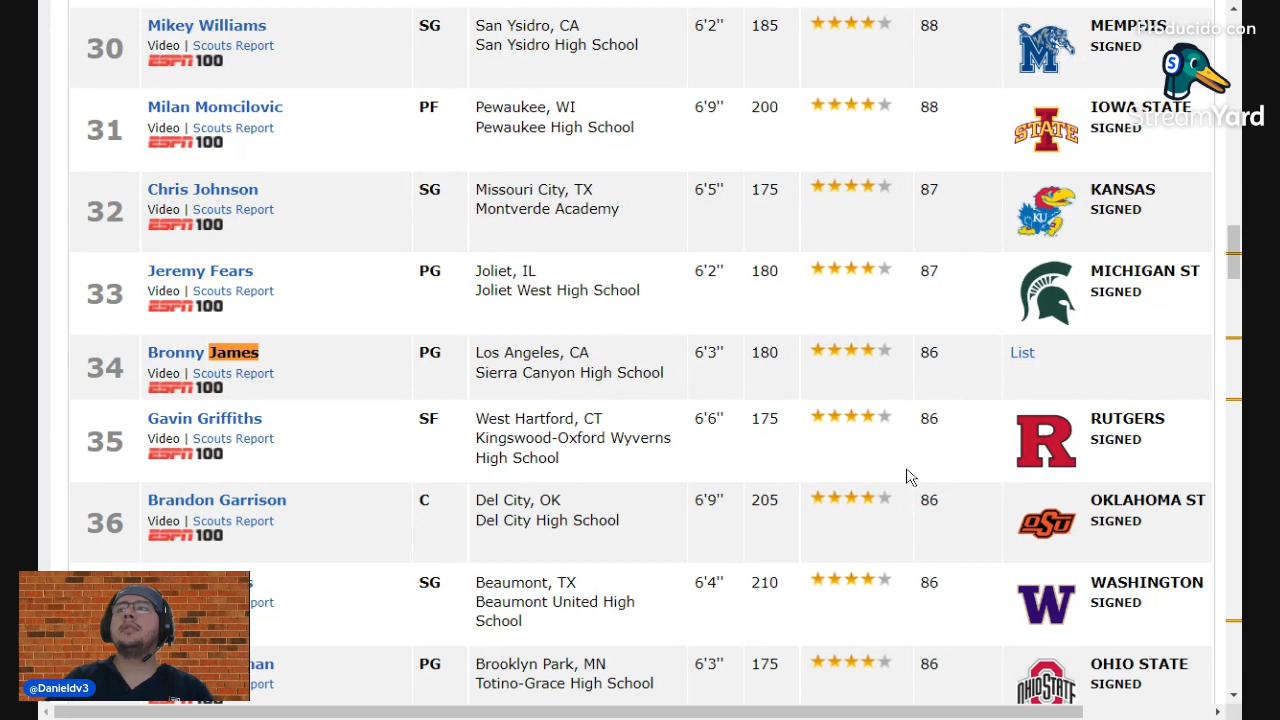 30
Mikey Williams
Video | Scouts Report
ESPN 100
SG
San Ysidro, CA
San Ysidro High School
6'2''
185
88
MEMPHIS
SIGNED
Producido con
StreamYard
31
Milan Momcilovic
Video | Scouts Report
ESPN 100
PF
Pewaukee, WI
Pewaukee High School
6'9''
200
88
STATE
IOWA STATE
SIGNED
32
Chris Johnson
Video | Scouts Report
ESPN 100
SG
Missouri City, TX
Montverde Academy
6'5''
175
87
KU
KANSAS
SIGNED
33
Jeremy Fears
Video | Scouts Report
ESPN 100
PG
Joliet, IL
Joliet West High School
6'2''
180
87
MICHIGAN ST
SIGNED
34
Bronny James
Video | Scouts Report
ESPN 100
PG
Los Angeles, CA
Sierra Canyon High School
6'3''
180
86
List
35
Gavin Griffiths
Video | Scouts Report
ESPN 100
SF
West Hartford, CT
Kingswood-Oxford Wyverns
High School
6'6''
175
86
R
RUTGERS
SIGNED
36
Brandon Garrison
Video | Scouts Report
ESPN 100
C
Del City, OK
Del City High School
6'9''
205
86
OSU
OKLAHOMA ST
SIGNED
SG
Beaumont, TX
Beaumont United High
School
6'4''
210
86
W
WASHINGTON
SIGNED
PG
Brooklyn Park, MN
Totino-Grace High School
6'3''
175
86
OHIO STATE
OHIO STATE
SIGNED
@Danieldv3